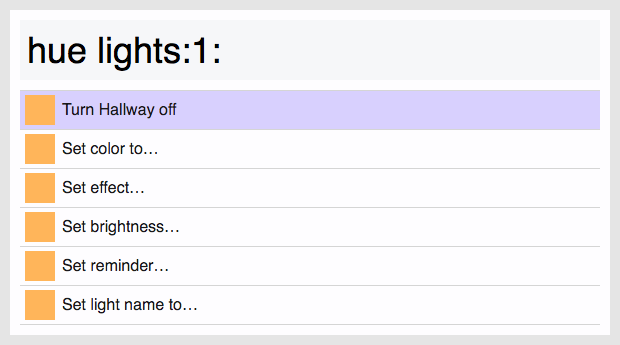 hue lights:1:
Turn Hallway off
Set color to…
Set effect…
Set brightness…
Set reminder…
Set light name to…